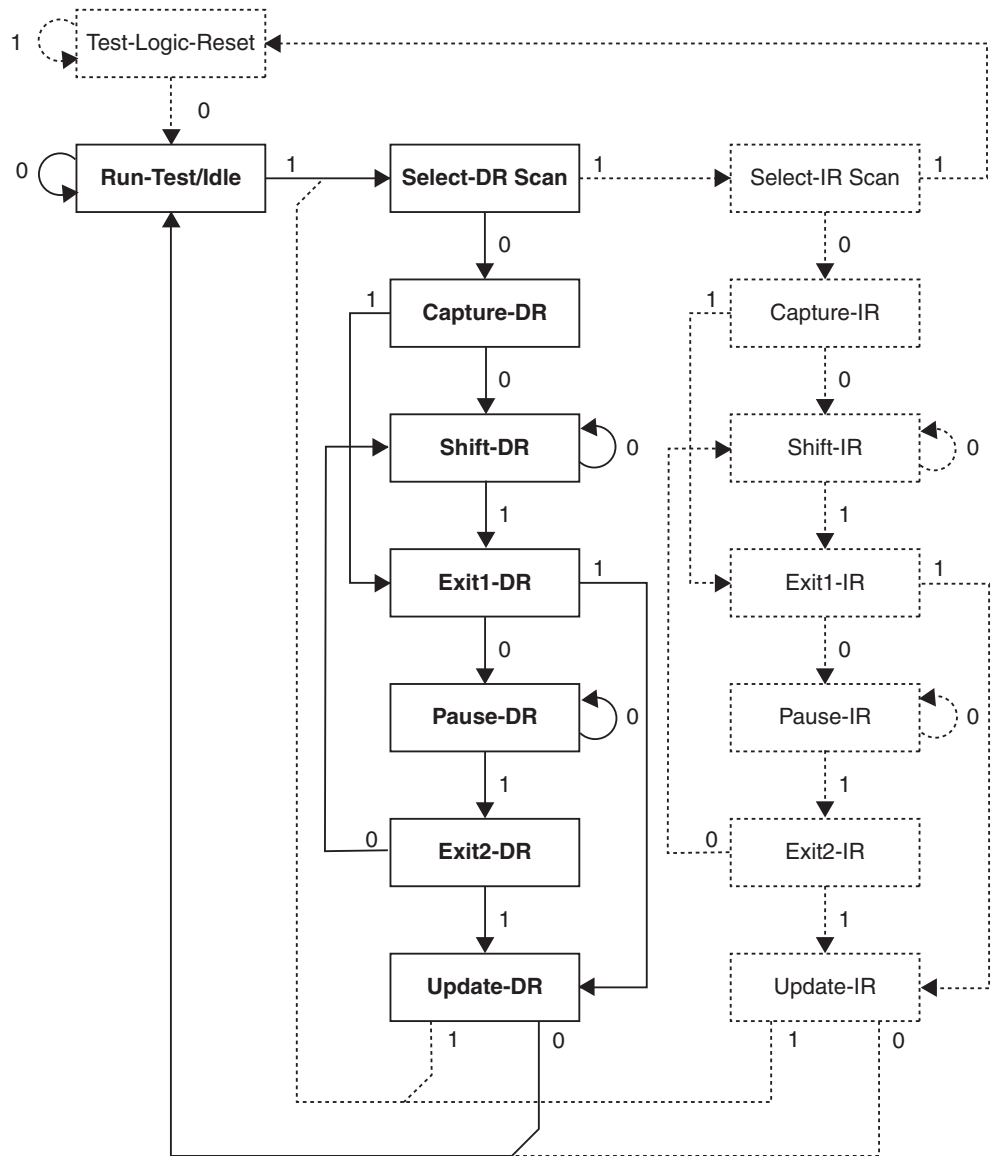 Test-Logic-Reset
1
0
Run-Test/Idle
0
1
Select-DR Scan
1
Select-IR Scan
1
0
0
1
Capture-DR
1
Capture-IR
0
0
Shift-DR
0
Shift-IR
0
1
1
Exit1-DR
1
Exit1-IR
1
0
0
Pause-DR
0
Pause-IR
0
1
1
0
Exit2-DR
0
Exit2-IR
1
1
Update-DR
Update-IR
1
0
1
0